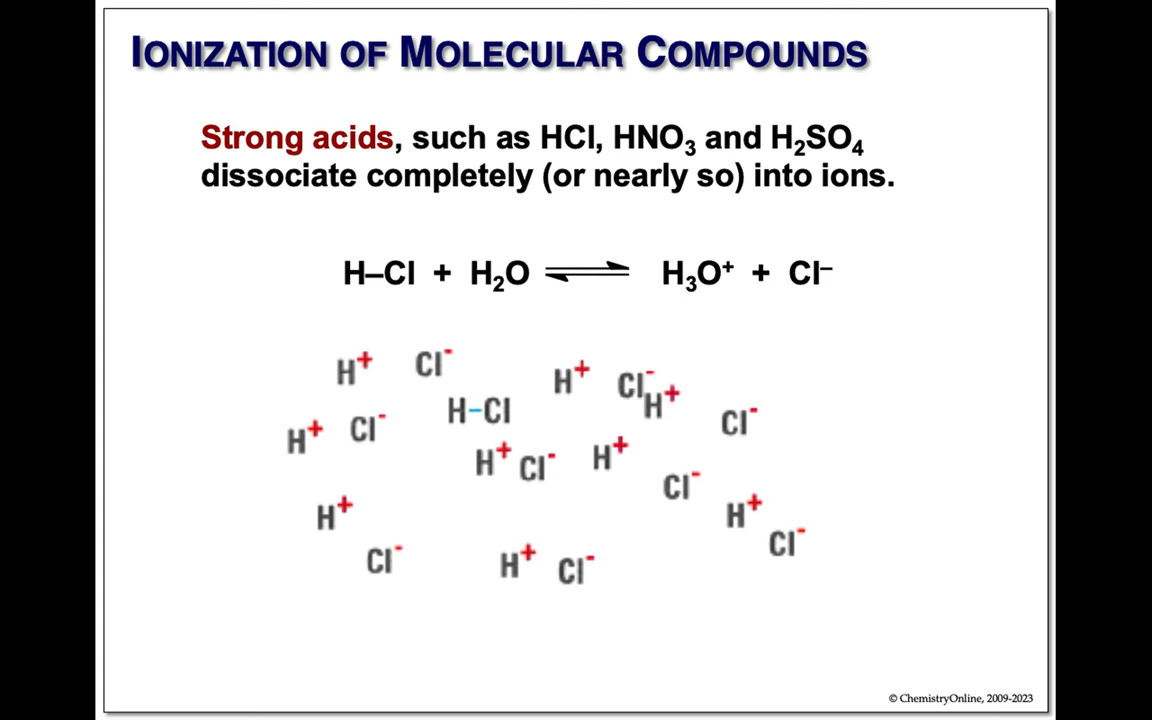 IONIZATION OF MOLECULAR COMPOUNDS
Strong acids, such as HCl, HNO₃ and H₂SO₄
dissociate completely (or nearly so) into ions.
H–Cl + H₂O ⇌ H₃O⁺ + Cl⁻
H⁺ Cl⁻ H⁺ Cl⁻ H⁺
H⁺ Cl⁻ H-Cl Cl⁻
H⁺ Cl⁻ H⁺ Cl⁻
H⁺ H⁺
Cl⁻ H⁺ Cl⁻ Cl⁻
© ChemistryOnline, 2009-2023